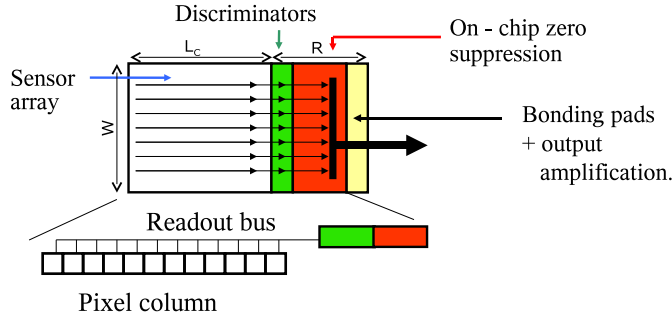 Discriminators
On - chip zero
suppression
L_C
R
Sensor
array
W
Bonding pads
+ output
amplification.
Readout bus
Pixel column